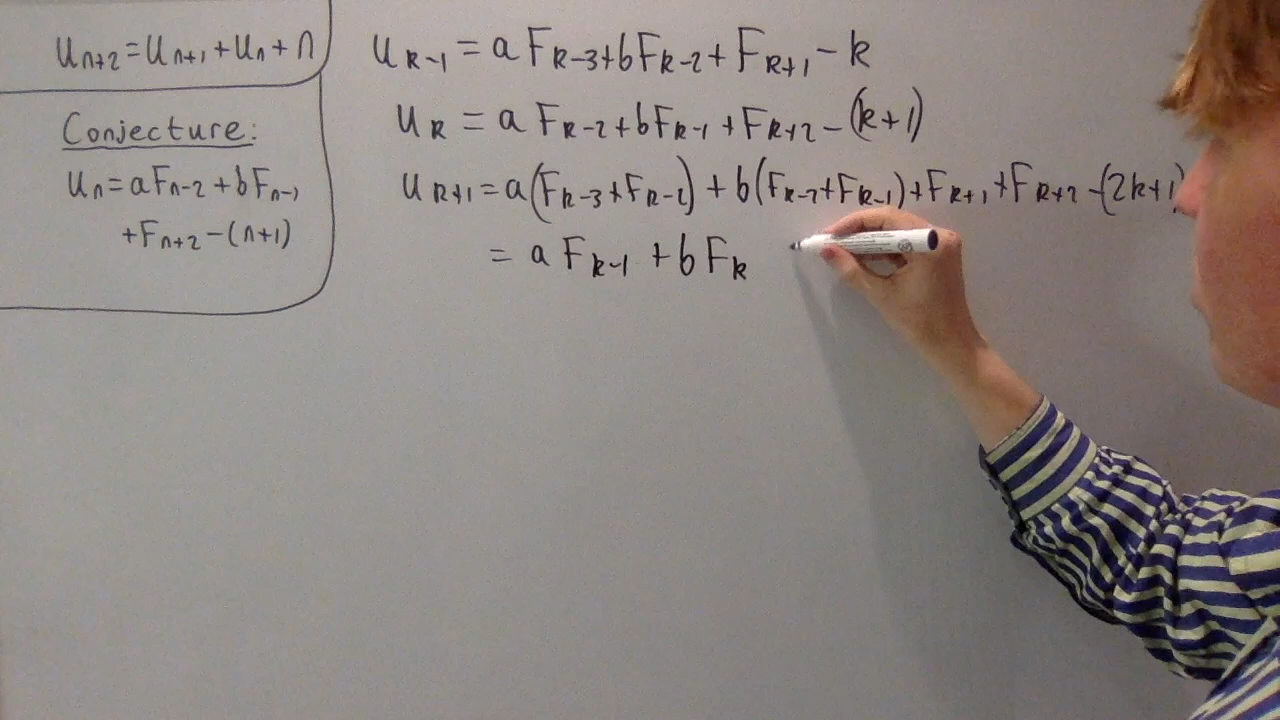 uₙ₊₂ = uₙ₊₁ + uₙ + n
Conjecture:
uₙ = aFₙ₋₂ + bFₙ₋₁
+ Fₙ₊₂ − (n+1)
uₖ₋₁ = aFₖ₋₃ + bFₖ₋₂ + Fₖ₊₁ − k
uₖ = aFₖ₋₂ + bFₖ₋₁ + Fₖ₊₂ − (k+1)
uₖ₊₁ = a(Fₖ₋₃ + Fₖ₋₂) + b(Fₖ₋₂ + Fₖ₋₁) + Fₖ₊₁ + Fₖ₊₂ − (2k+1)
= aFₖ₋₁ + bFₖ